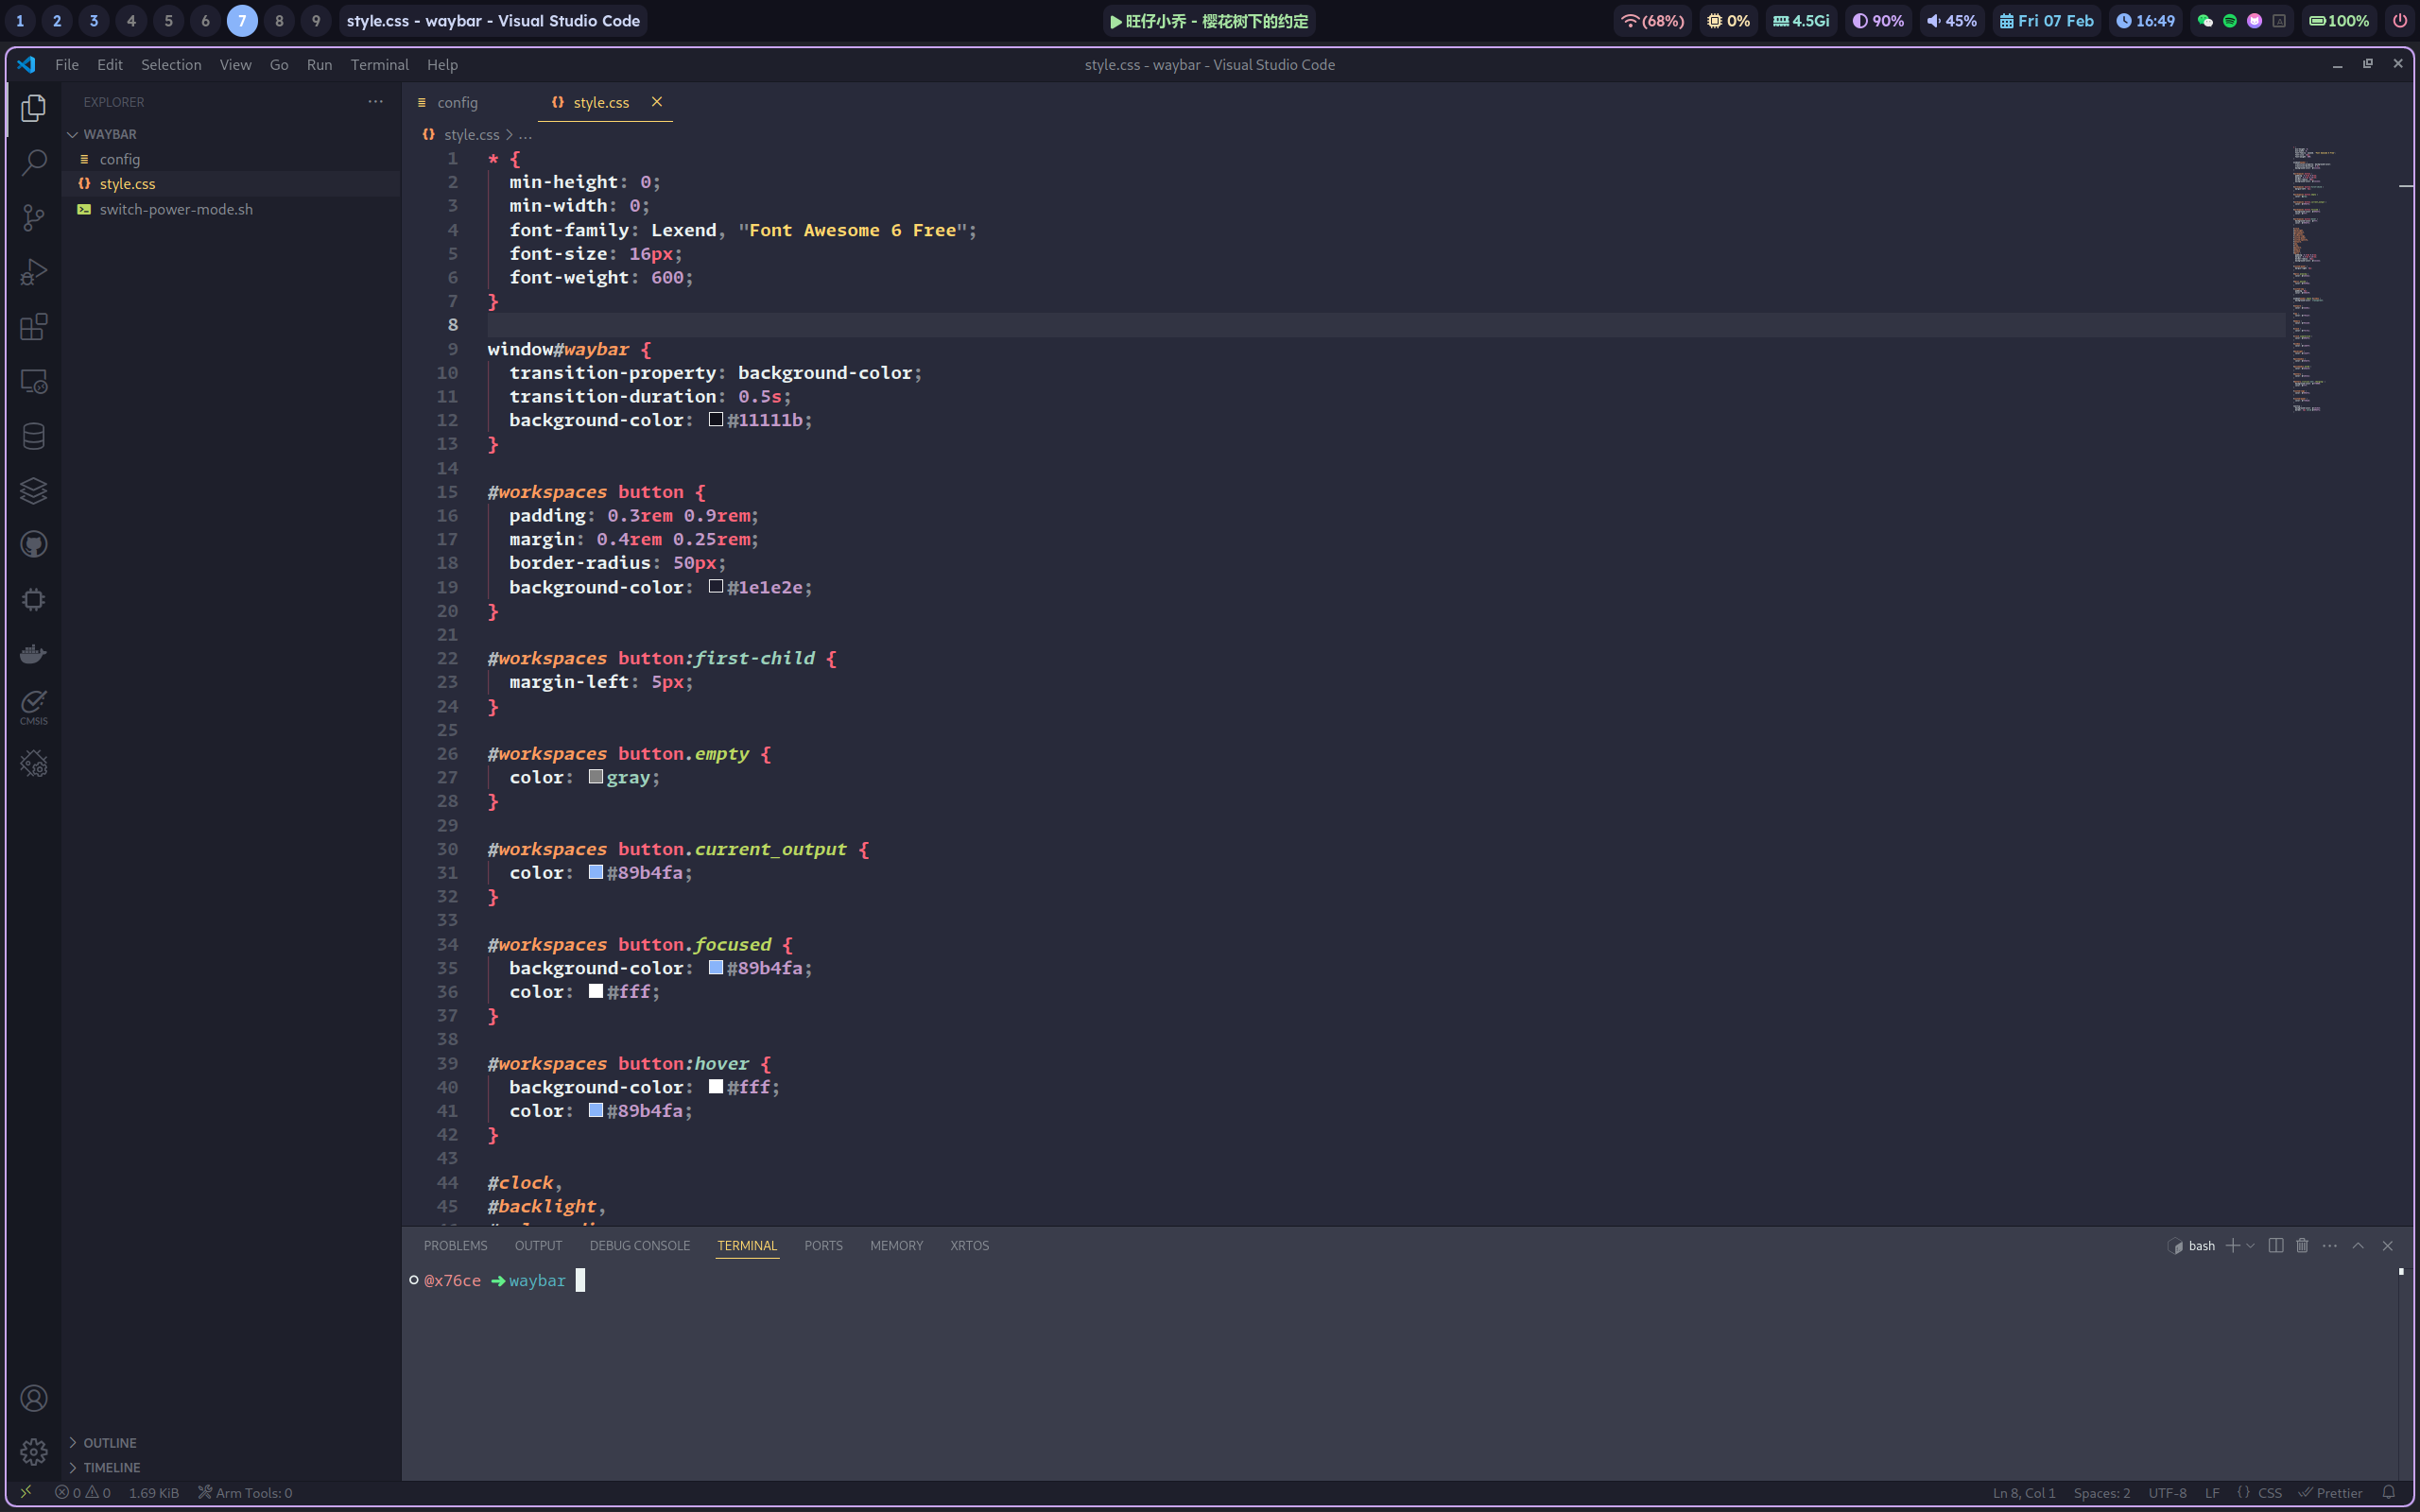 1 2 3 4 5 6 7 8 9 style.css - waybar - Visual Studio Code 旺仔小乔 - 樱花树下的约定 (68%) 0% 4.5Gi 90% 45% Fri 07 Feb 16:49 100%
File Edit Selection View Go Run Terminal Help style.css - waybar - Visual Studio Code
EXPLORER ...
WAYBAR
config
style.css
switch-power-mode.sh
CMSIS
OUTLINE
TIMELINE
config style.css
style.css > ...
1 * {
2 min-height: 0;
3 min-width: 0;
4 font-family: Lexend, "Font Awesome 6 Free";
5 font-size: 16px;
6 font-weight: 600;
7 }
8
9 window#waybar {
10 transition-property: background-color;
11 transition-duration: 0.5s;
12 background-color: #11111b;
13 }
14
15 #workspaces button {
16 padding: 0.3rem 0.9rem;
17 margin: 0.4rem 0.25rem;
18 border-radius: 50px;
19 background-color: #1e1e2e;
20 }
21
22 #workspaces button:first-child {
23 margin-left: 5px;
24 }
25
26 #workspaces button.empty {
27 color: gray;
28 }
29
30 #workspaces button.current_output {
31 color: #89b4fa;
32 }
33
34 #workspaces button.focused {
35 background-color: #89b4fa;
36 color: #fff;
37 }
38
39 #workspaces button:hover {
40 background-color: #fff;
41 color: #89b4fa;
42 }
43
44 #clock,
45 #backlight,
PROBLEMS OUTPUT DEBUG CONSOLE TERMINAL PORTS MEMORY XRTOS bash
@x76ce ➜ waybar
0 0 1.69 KiB Arm Tools: 0 Ln 8, Col 1 Spaces: 2 UTF-8 LF {} CSS Prettier